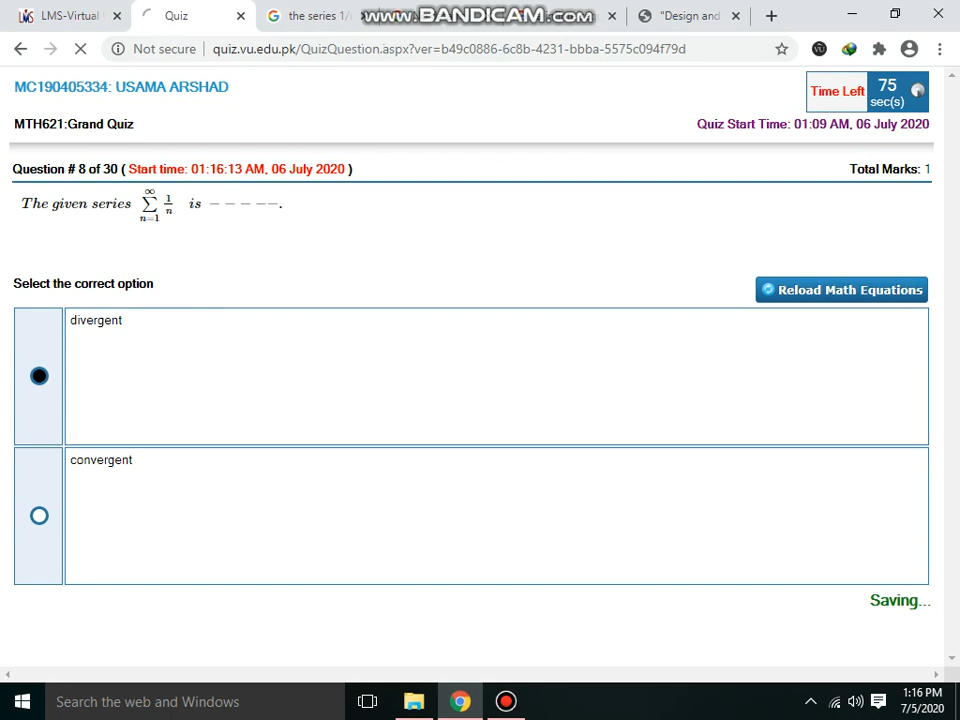 LMS-Virtual
Quiz
the series 1/
WWW.BANDICAM.COM
"Design and
Not secure
quiz.vu.edu.pk/QuizQuestion.aspx?ver=b49c0886-6c8b-4231-bbba-5575c094f79d
MC190405334: USAMA ARSHAD
Time Left 75 sec(s)
MTH621:Grand Quiz
Quiz Start Time: 01:09 AM, 06 July 2020
Question # 8 of 30 ( Start time: 01:16:13 AM, 06 July 2020 )
Total Marks: 1
The given series ∑_{n=1}^{∞} 1/n is − − − − −.
Select the correct option
Reload Math Equations
divergent
convergent
Saving...
Search the web and Windows
1:16 PM
7/5/2020